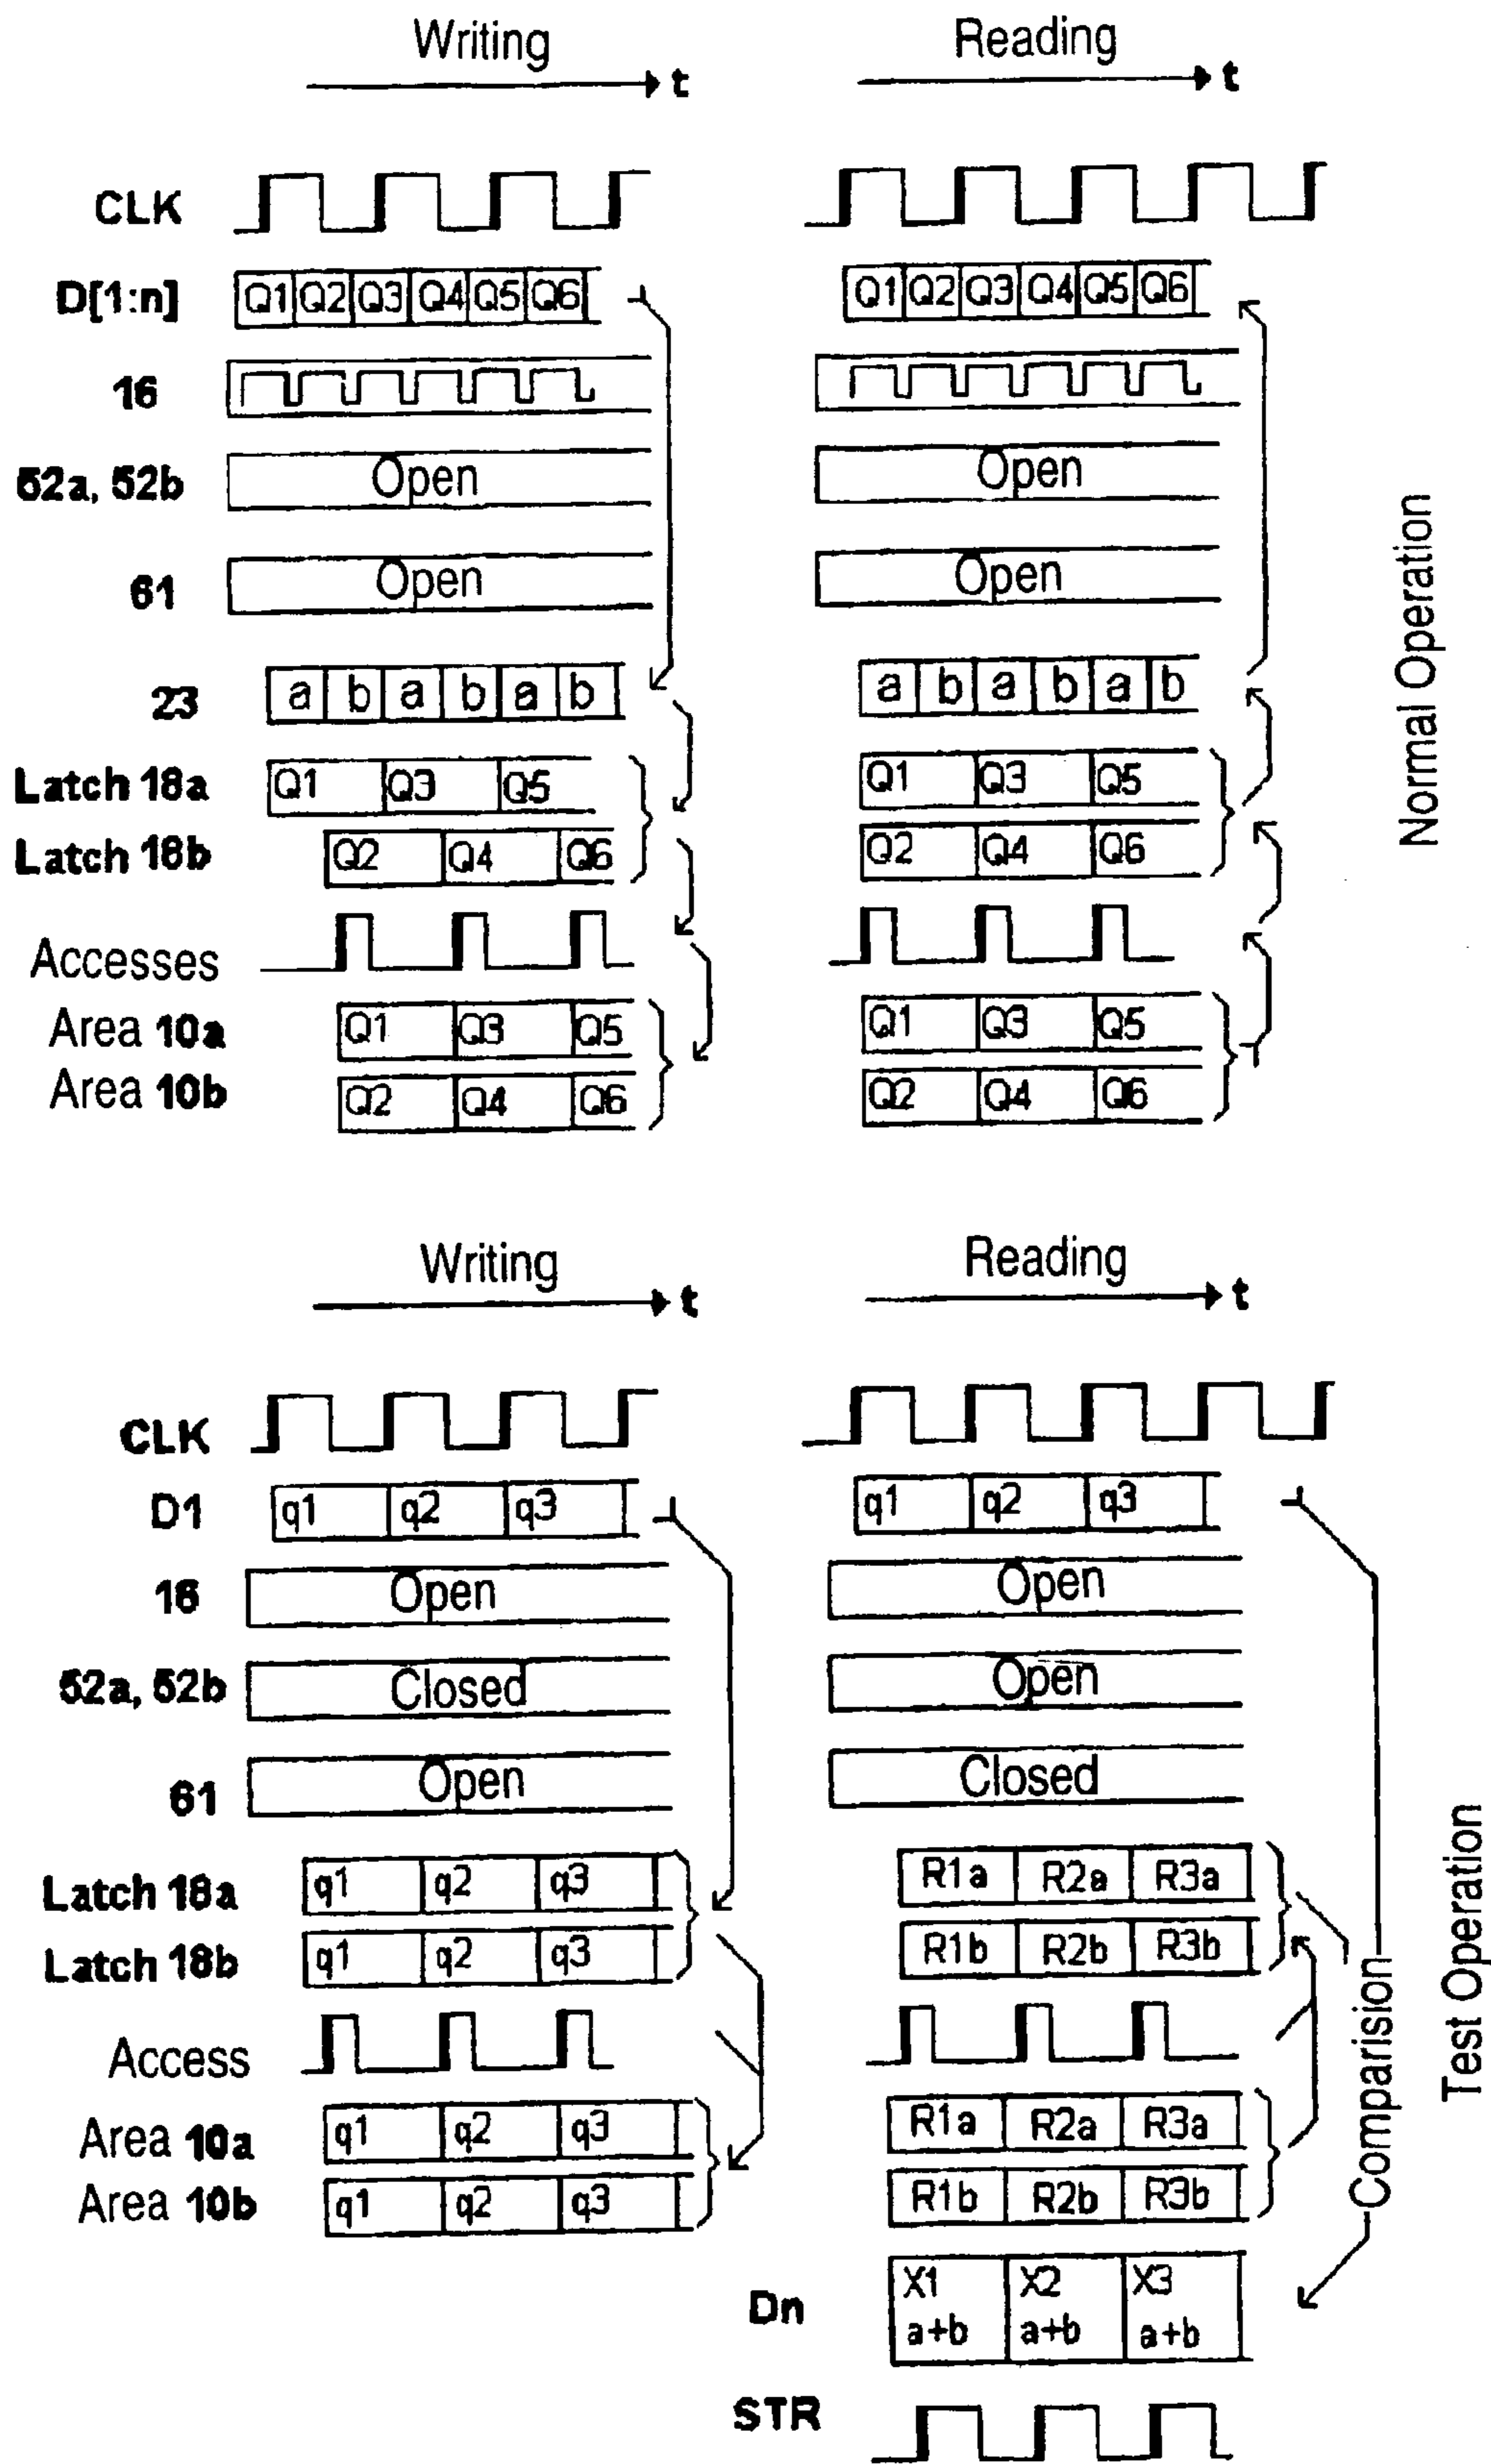 Writing Reading
t t
CLK
D[1:n] Q1 Q2 Q3 Q4 Q5 Q6 Q1 Q2 Q3 Q4 Q5 Q6
16
52a, 52b Open Open
61 Open Open
23 a b a b a b a b a b a b
Latch 18a Q1 Q3 Q5 Q1 Q3 Q5
Latch 18b Q2 Q4 Q6 Q2 Q4 Q6
Accesses
Area 10a Q1 Q3 Q5 Q1 Q3 Q5
Area 10b Q2 Q4 Q6 Q2 Q4 Q6
Normal Operation
Writing Reading
t t
CLK
D1 q1 q2 q3 q1 q2 q3
16 Open Open
52a, 52b Closed Open
61 Open Closed
Latch 18a q1 q2 q3 R1a R2a R3a
Latch 18b q1 q2 q3 R1b R2b R3b
Access
Area 10a q1 q2 q3 R1a R2a R3a
Area 10b q1 q2 q3 R1b R2b R3b
Dn X1 X2 X3
a+b a+b a+b
STR
Comparision
Test Operation